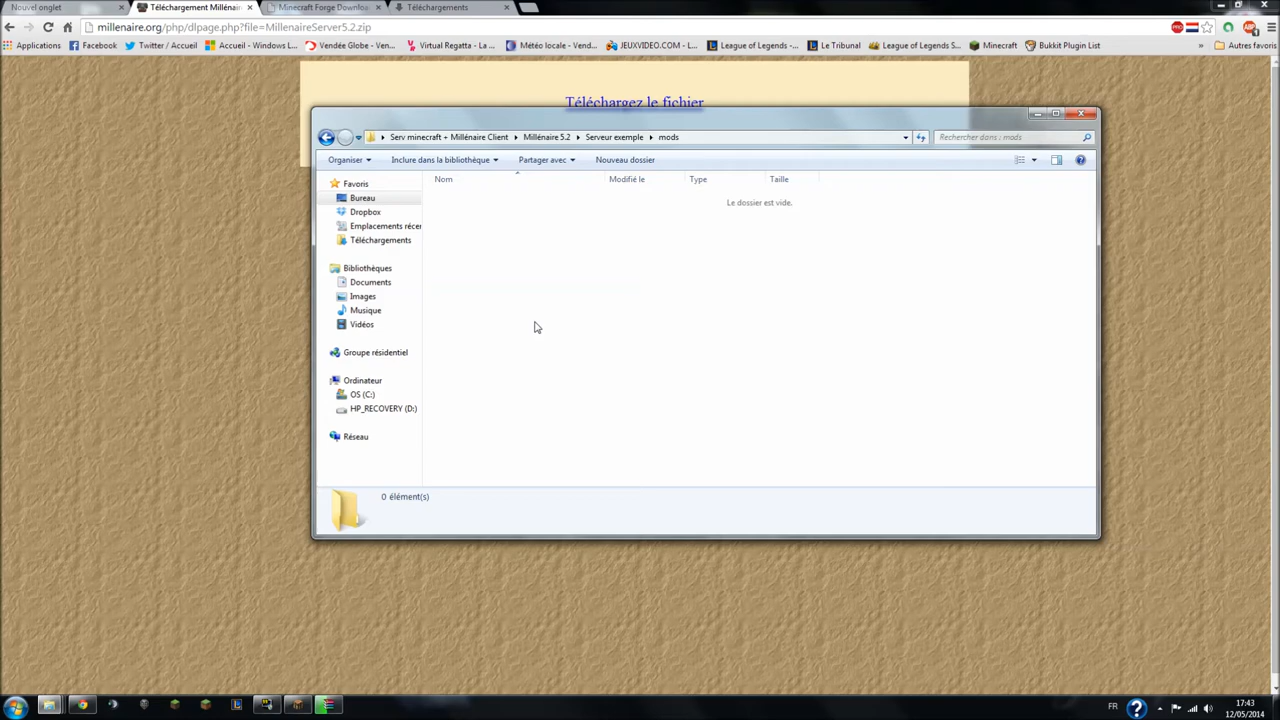 Nouvel onglet
Téléchargement Millénair
Minecraft Forge Downloa
Téléchargements
millenaire.org/php/dlpage.php?file=MillenaireServer5.2.zip
Applications
Facebook
Twitter / Accueil
Accueil - Windows L...
Vendée Globe - Vend...
Virtual Regatta - La ...
Météo locale - Vend...
JEUXVIDEO.COM - L...
League of Legends - ...
Le Tribunal
League of Legends S...
Minecraft
Bukkit Plugin List
Autres favoris
Téléchargez le fichier
Serv minecraft + Millénaire Client
Millénaire 5.2
Serveur exemple
mods
Rechercher dans : mods
Organiser
Inclure dans la bibliothèque
Partager avec
Nouveau dossier
Nom
Modifié le
Type
Taille
Le dossier est vide.
Favoris
Bureau
Dropbox
Emplacements récer
Téléchargements
Bibliothèques
Documents
Images
Musique
Vidéos
Groupe résidentiel
Ordinateur
OS (C:)
HP_RECOVERY (D:)
Réseau
0 élément(s)
FR
17:43
12/05/2014